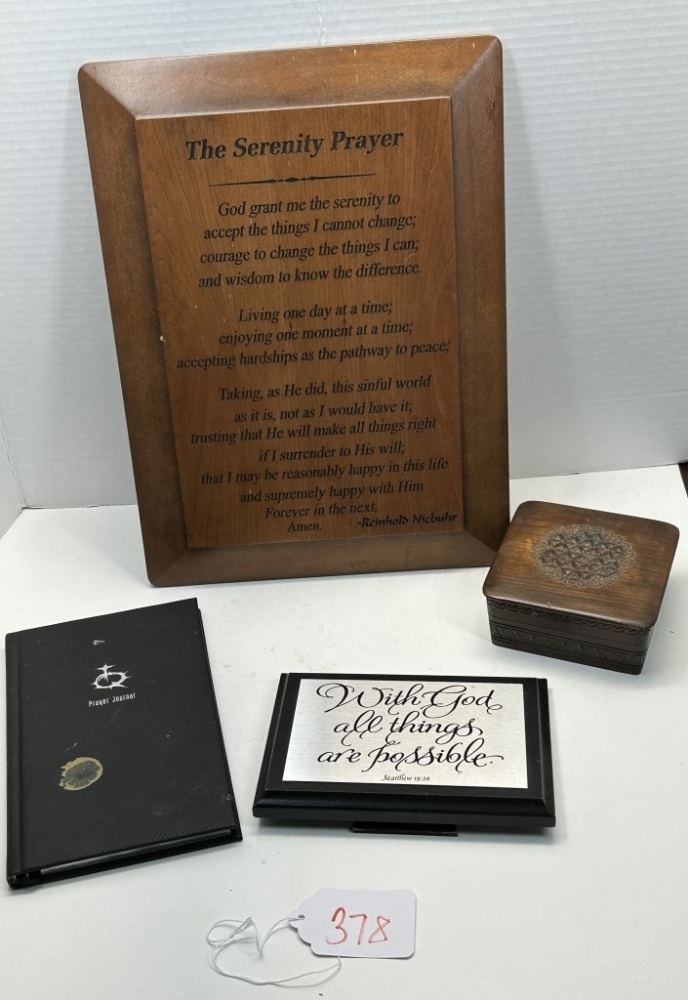 The Serenity Prayer
God grant me the serenity to
accept the things I cannot change;
courage to change the things I can;
and wisdom to know the difference.
Living one day at a time;
enjoying one moment at a time;
accepting hardships as the pathway to peace;
Taking, as He did, this sinful world
as it is, not as I would have it;
trusting that He will make all things right
if I surrender to His will;
that I may be reasonably happy in this life
and supremely happy with Him
Forever in the next.
Amen. -Reinhold Niebuhr
Prayer Journal
With God
all things
are possible.
Matthew 19:26
378